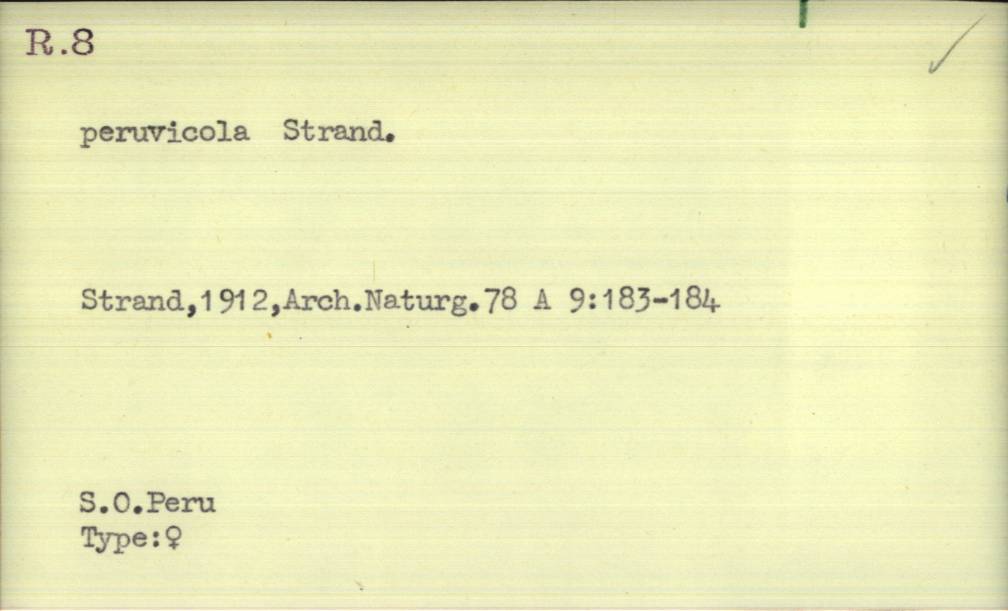 R.8
peruvicola Strand.
Strand,1912,Arch.Naturg.78 A 9:183-184
S.O.Peru
Type:♀